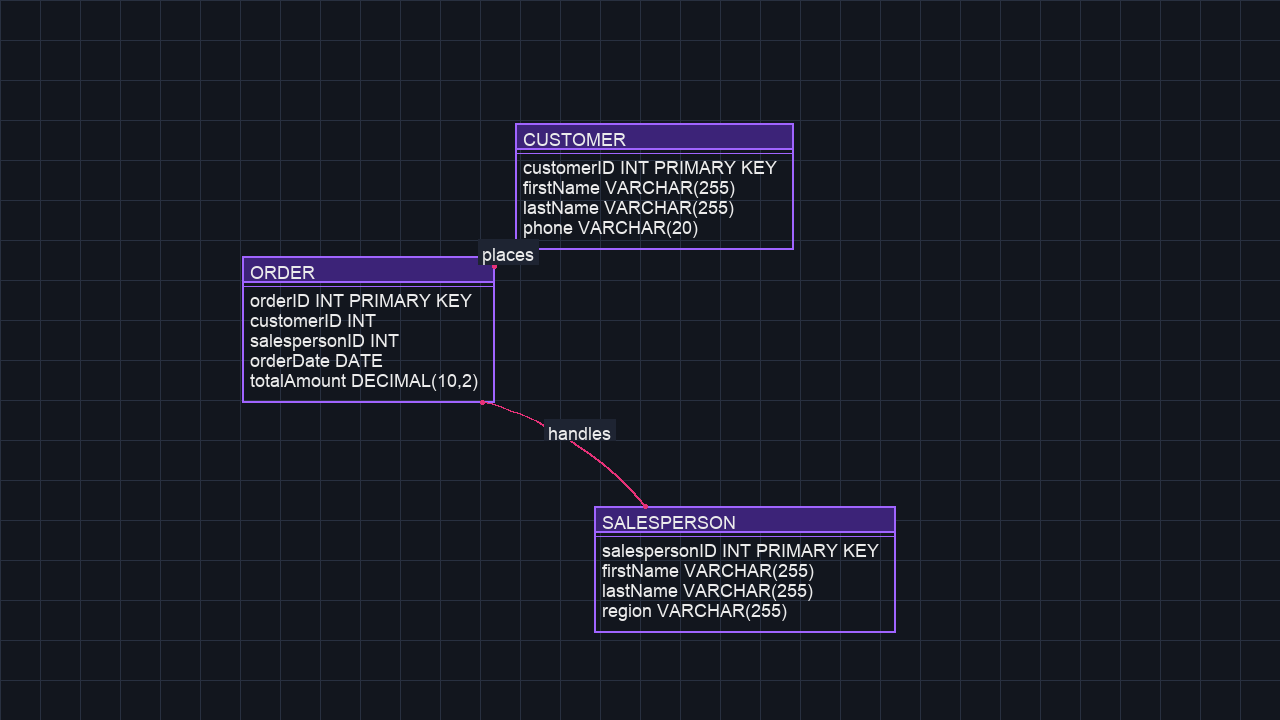 CUSTOMER
customerID INT PRIMARY KEY
firstName VARCHAR(255)
lastName VARCHAR(255)
phone VARCHAR(20)
places
ORDER
orderID INT PRIMARY KEY
customerID INT
salespersonID INT
orderDate DATE
totalAmount DECIMAL(10,2)
handles
SALESPERSON
salespersonID INT PRIMARY KEY
firstName VARCHAR(255)
lastName VARCHAR(255)
region VARCHAR(255)